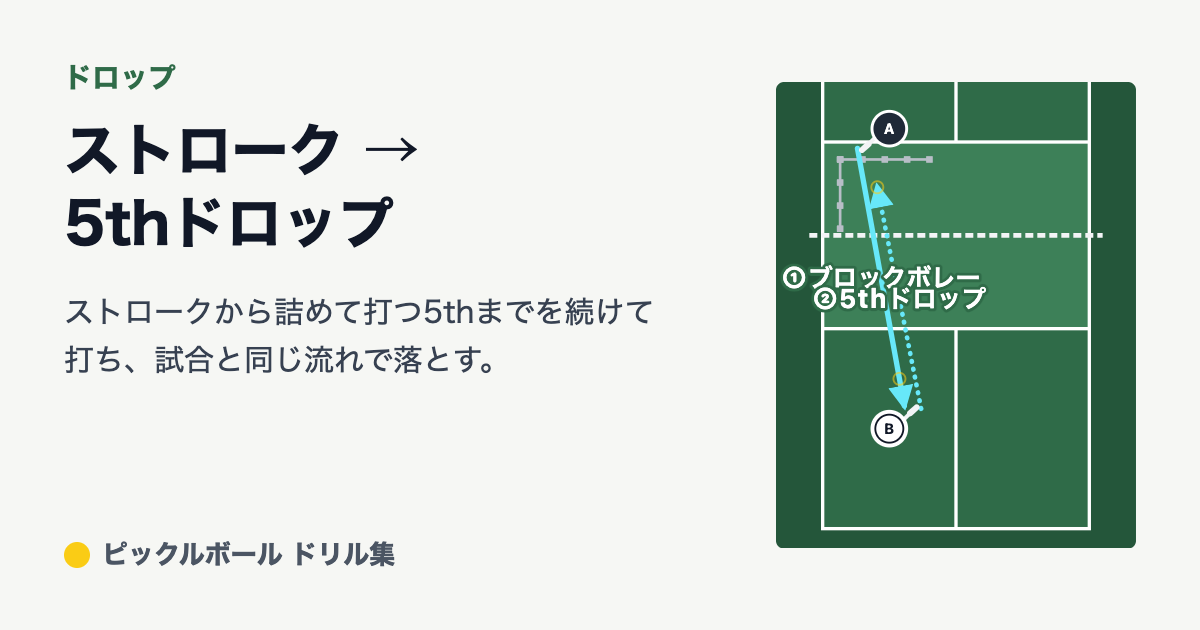 ドロップ
ストローク →
5thドロップ
ストロークから詰めて打つ5thまでを続けて
打ち、試合と同じ流れで落とす。
ピックルボール ドリル集
A
①ブロックボレー
②5thドロップ
B